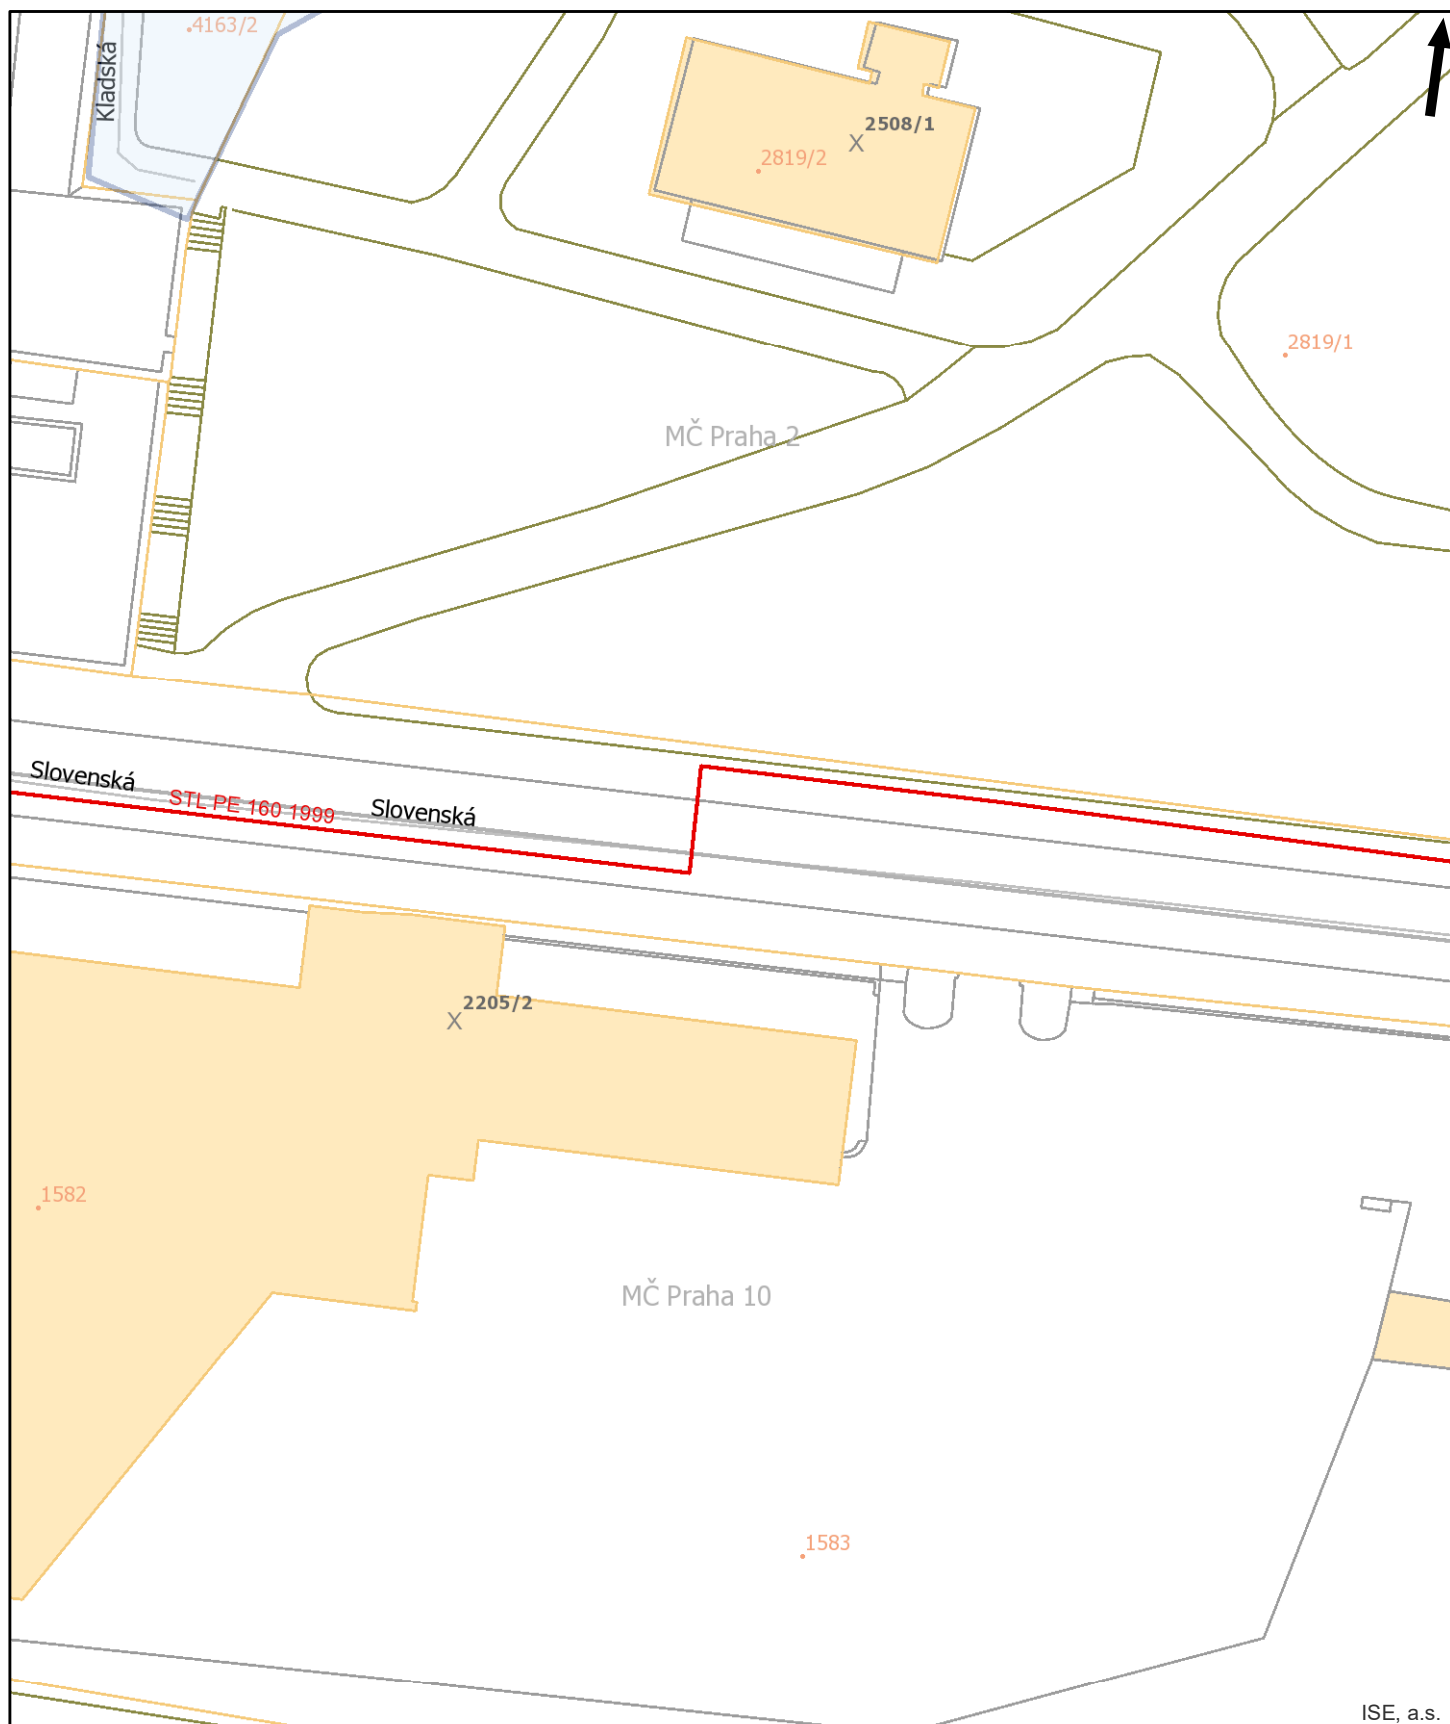 4163/2
Kladská
2508/1
X
2819/2
2819/1
MČ Praha 2
Slovenská
STL PE 160 1999
Slovenská
2205/2
X
1582
MČ Praha 10
1583
ISE, a.s.